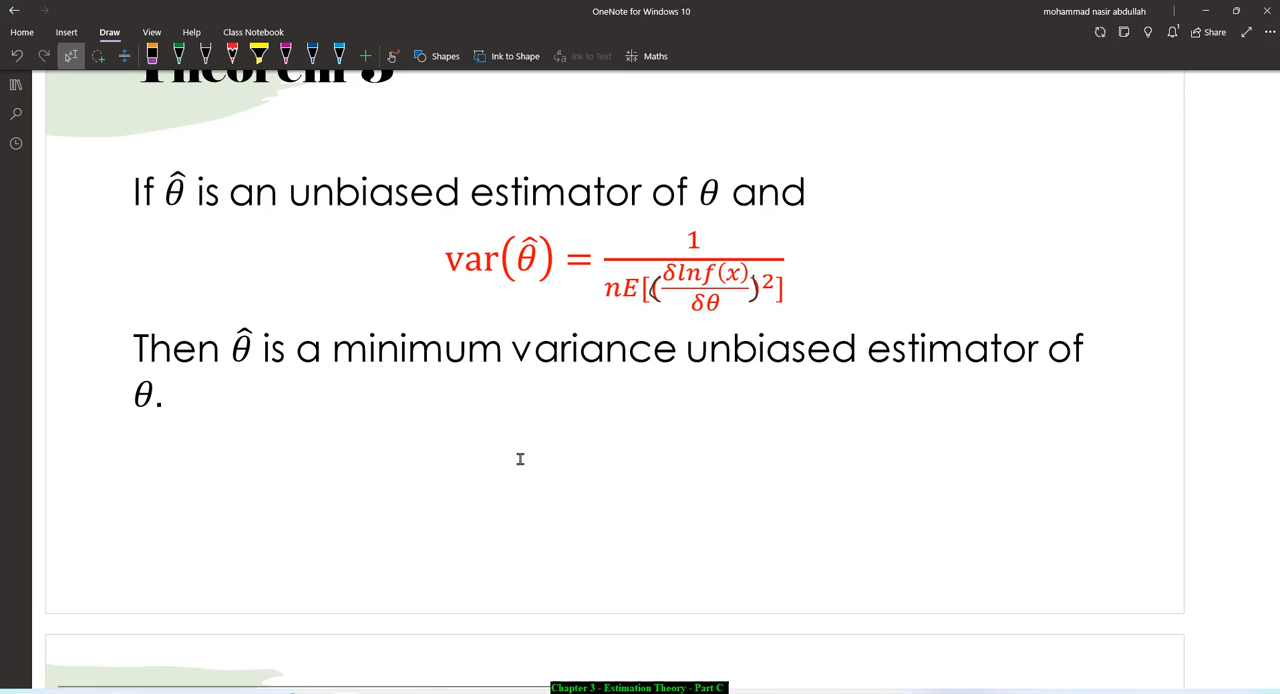 OneNote for Windows 10
mohammad nasir abdullah
Home Insert Draw View Help Class Notebook
Share
Shapes Ink to Shape Ink to Text Maths
Theorem 3
If θ̂ is an unbiased estimator of θ and
var(θ̂) = 1 / nE[(δlnf(x)/δθ)²]
Then θ̂ is a minimum variance unbiased estimator of
θ.
Chapter 3 - Estimation Theory - Part C